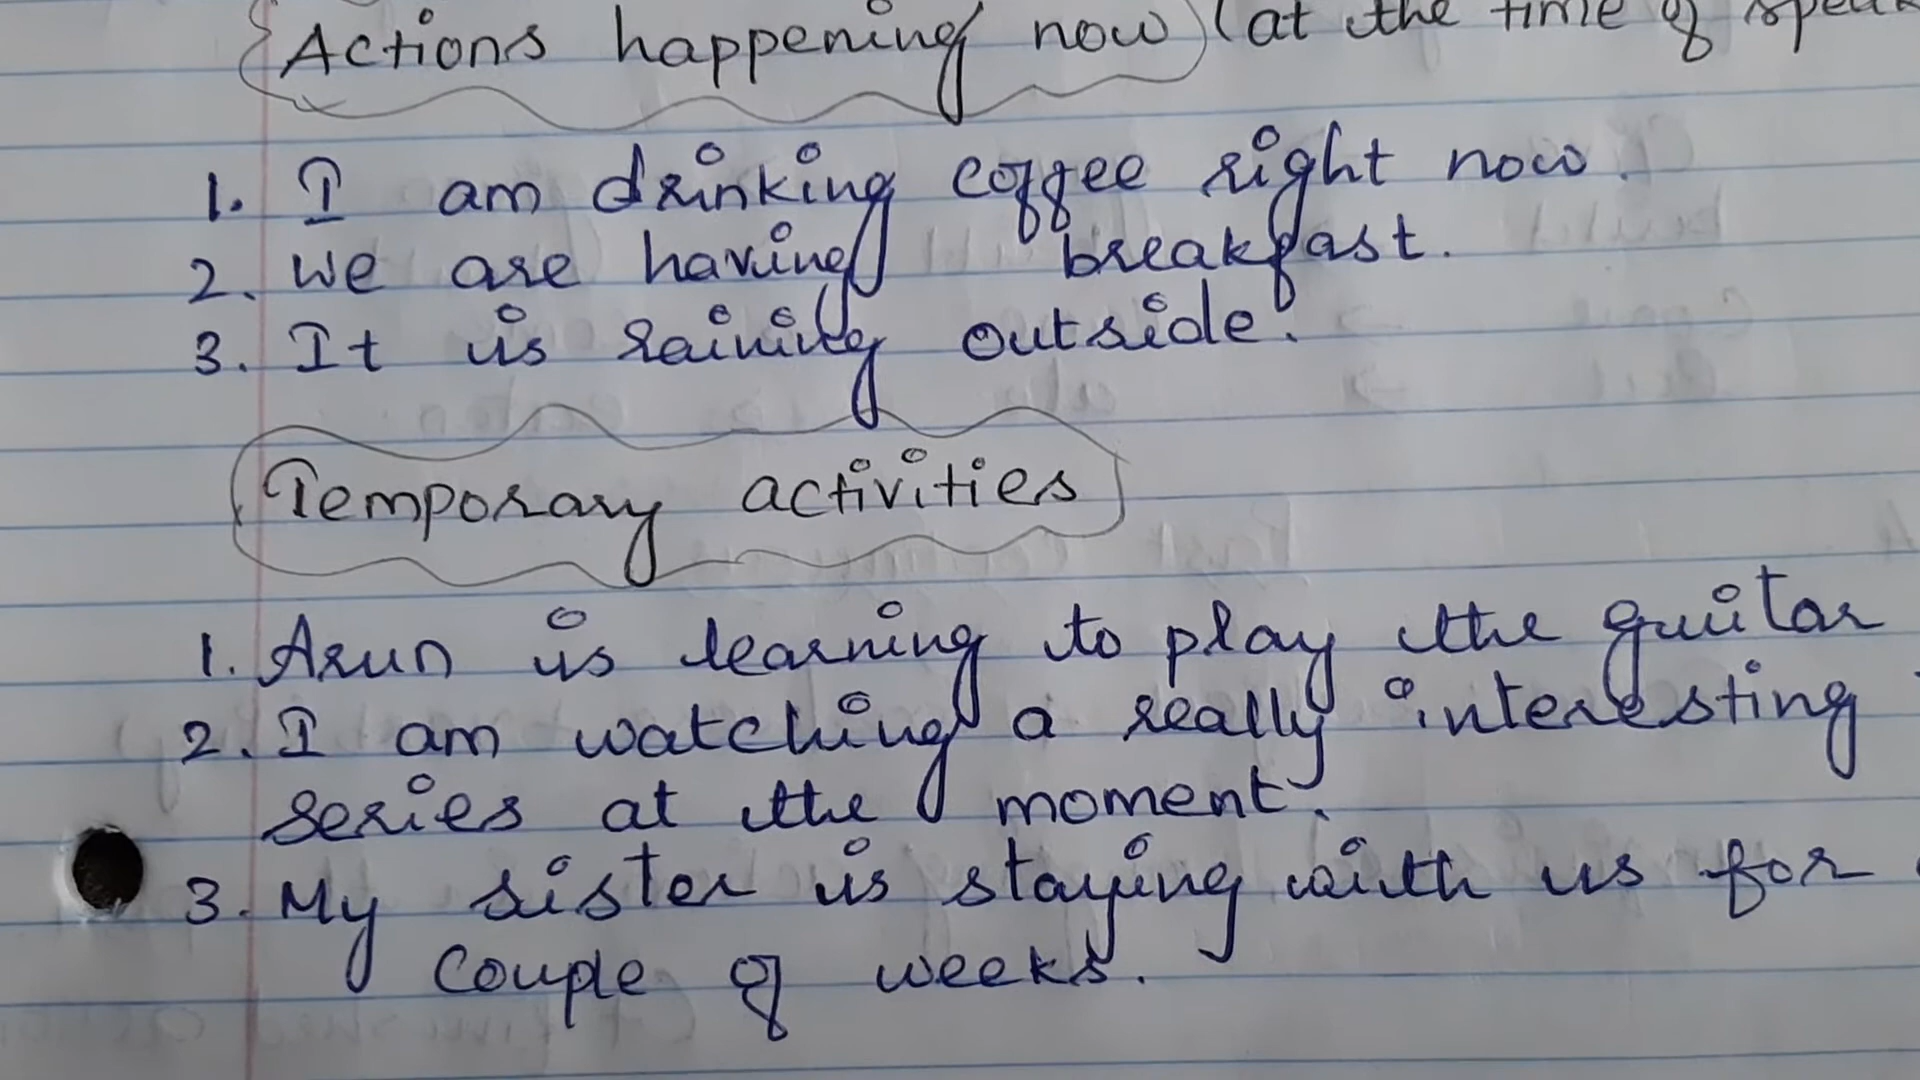 Actions happening now (at the time of speak
1. I am drinking coffee right now.
2. We are having breakfast.
3. It is raining outside.
Temporary activities
1. Arun is learning to play the guitar
2. I am watching a really interesting
series at the moment.
3. My sister is staying with us for
couple of weeks.